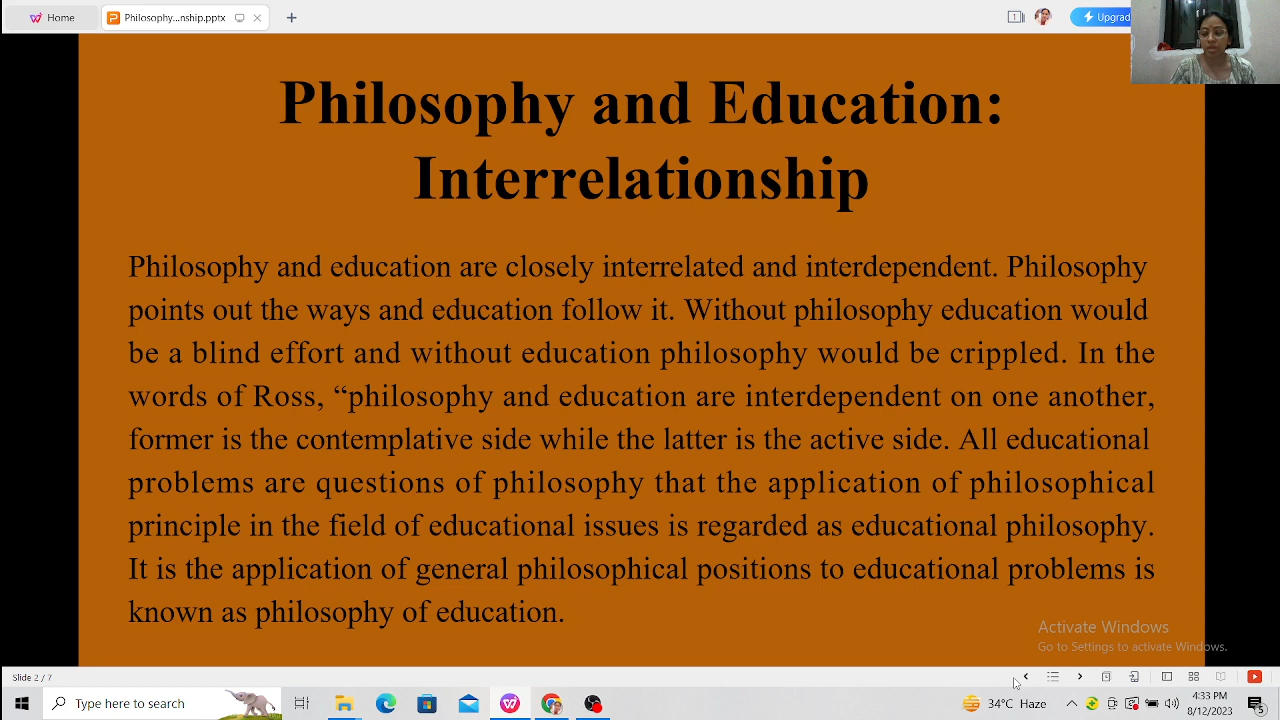 Home
Philosophy...nship.pptx
1
Upgrad
Philosophy and Education:
Interrelationship
Philosophy and education are closely interrelated and interdependent. Philosophy
points out the ways and education follow it. Without philosophy education would
be a blind effort and without education philosophy would be crippled. In the
words of Ross, “philosophy and education are interdependent on one another,
former is the contemplative side while the latter is the active side. All educational
problems are questions of philosophy that the application of philosophical
principle in the field of educational issues is regarded as educational philosophy.
It is the application of general philosophical positions to educational problems is
known as philosophy of education.
Activate Windows
Go to Settings to activate Windows.
Slide 2 / 7
Type here to search
34°C Haze
4:33 PM
8/12/2023
5